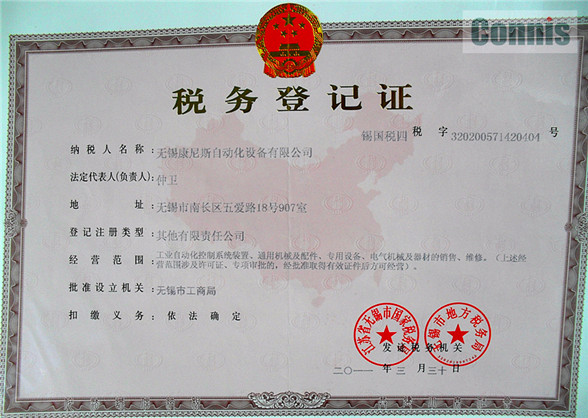 Connis
税务登记证
锡国税四 税 字 320200571420404 号
纳税人名称：无锡康尼斯自动化设备有限公司
法定代表人(负责人)：仲卫
地 址：无锡市南长区五爱路18号907室
登记注册类型：其他有限责任公司
经营范围：工业自动化控制系统装置、通用机械及配件、专用设备、电气机械及器材的销售、维修。（上述经
营范围涉及许可证、专项审批的，经批准取得有效证件后方可经营）。
批准设立机关：无锡市工商局
扣缴义务：依法确定
江苏省无锡市国家税务局
无锡市地方税务局
发证税务机关
二〇一一 年 三 月 三十 日